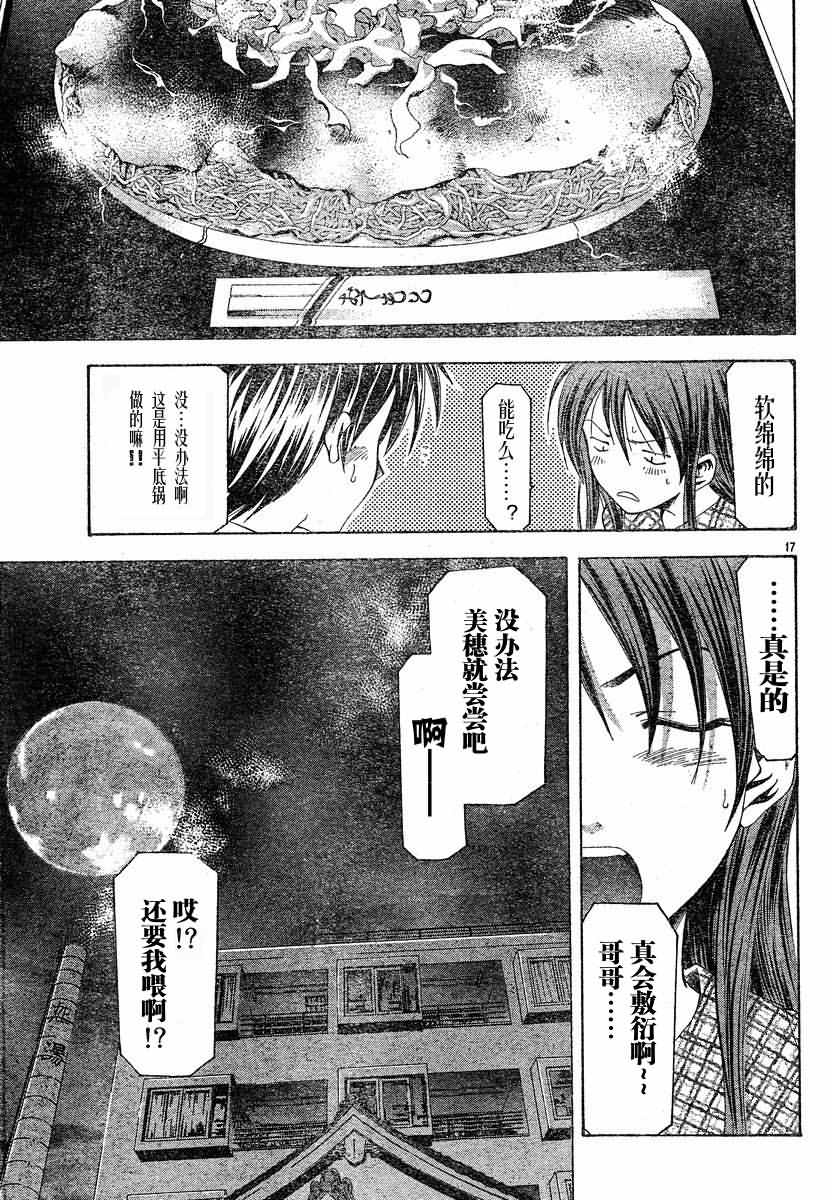 软绵绵的
能吃么……?
没…没办法啊
这是用平底锅
做的嘛!!
17
……真是的
真会敷衍啊~
哥哥……
没办法
美穗就尝尝吧
啊——
哎!?
还要我喂啊!?
湯